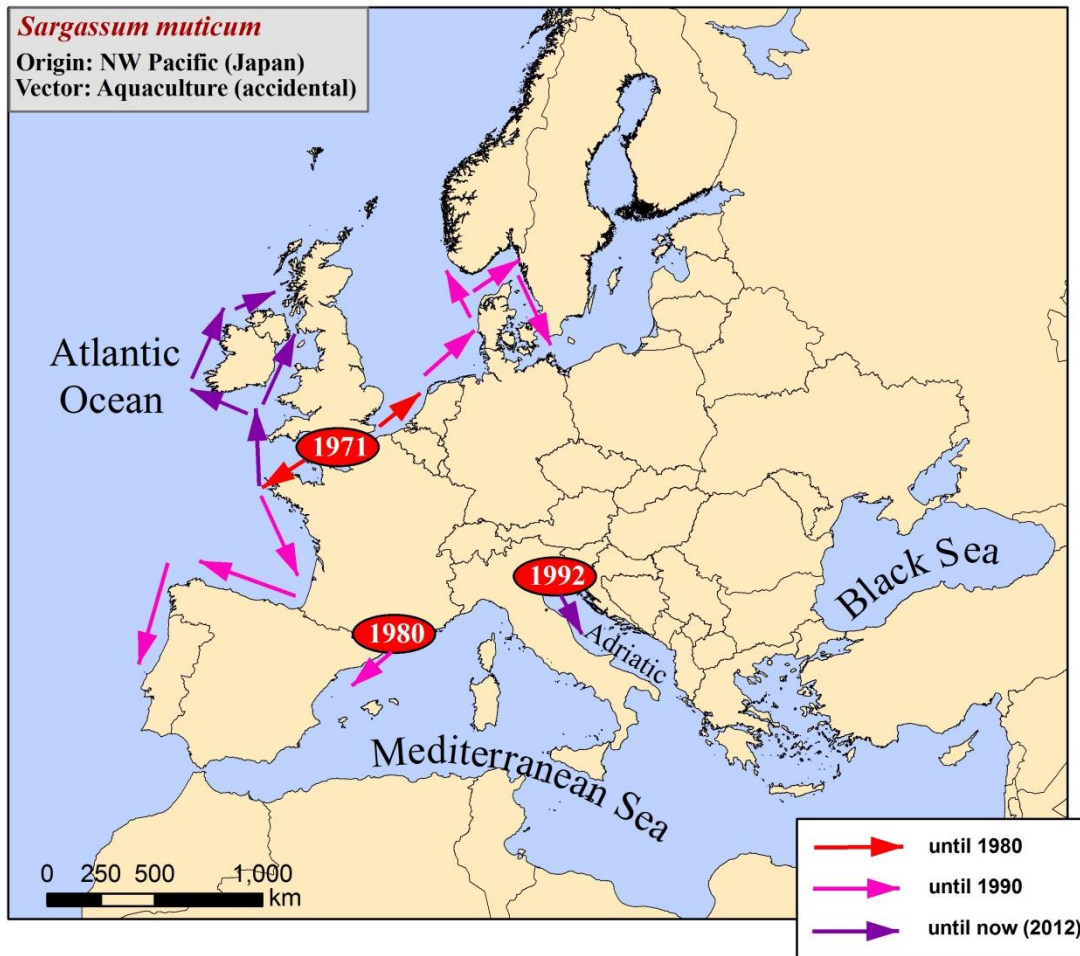 Sargassum muticum
Origin: NW Pacific (Japan)
Vector: Aquaculture (accidental)
Atlantic
Ocean
1971
1992
1980
Adriatic
Black Sea
Mediterranean Sea
0 250 500 1,000
km
until 1980
until 1990
until now (2012)